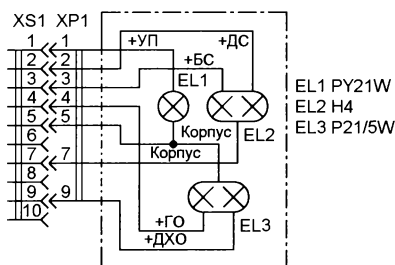 XS1 XP1
1 1 +УП +ДС
2 2 +БС
3 3 EL1 EL1 PY21W
4 4 EL2 H4
5 5 Корпус EL2 EL3 P21/5W
6 Корпус
7 7
8
9 9 +ГО EL3
10 +ДХО